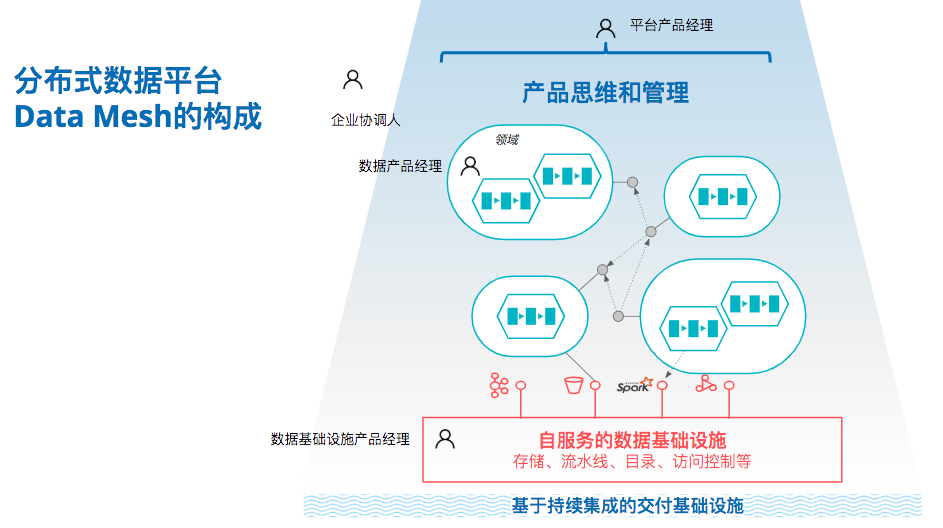 平台产品经理
分布式数据平台
Data Mesh的构成
产品思维和管理
企业协调人
领域
数据产品经理
Spark
数据基础设施产品经理
自服务的数据基础设施
存储、流水线、目录、访问控制等
基于持续集成的交付基础设施